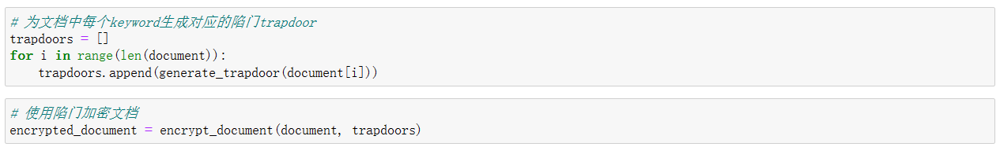 # 为文档中每个keyword生成对应的陷门trapdoor
trapdoors = []
for i in range(len(document)):
    trapdoors.append(generate_trapdoor(document[i]))
# 使用陷门加密文档
encrypted_document = encrypt_document(document, trapdoors)